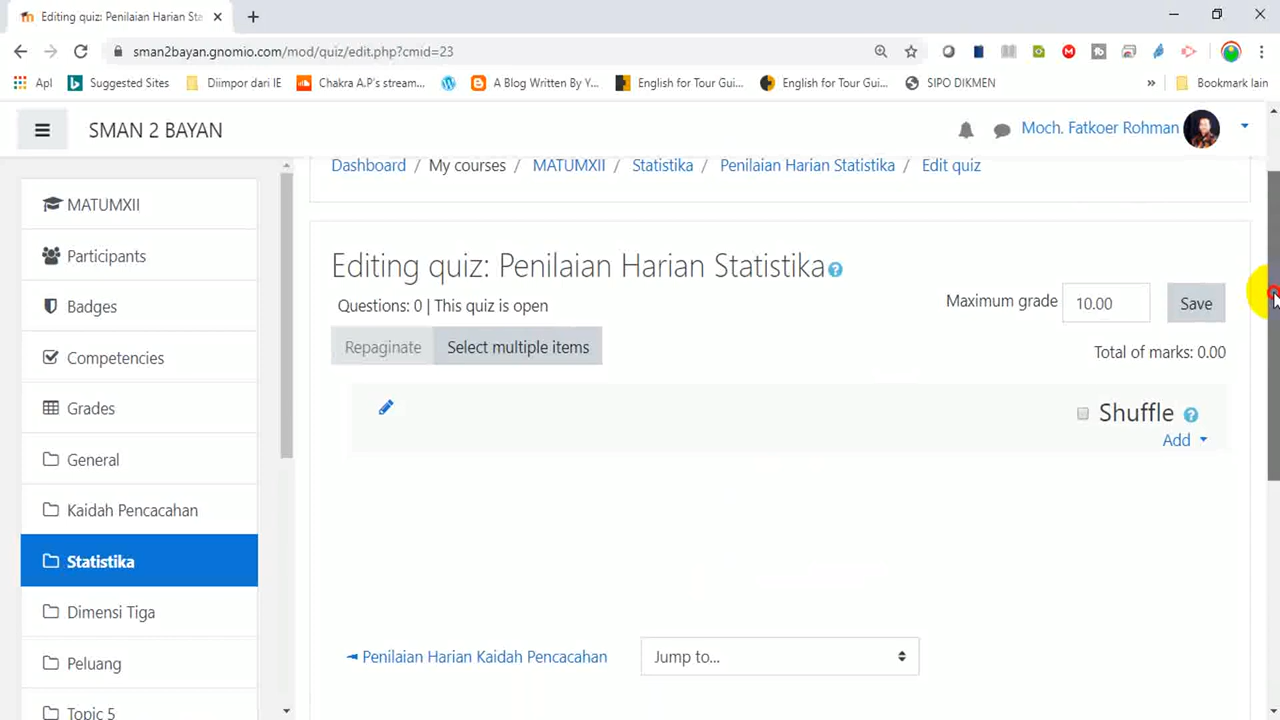 Editing quiz: Penilaian Harian Sta
sman2bayan.gnomio.com/mod/quiz/edit.php?cmid=23
Apl Suggested Sites Diimpor dari IE Chakra A.P's stream... A Blog Written By Y... English for Tour Gui... English for Tour Gui... SIPO DIKMEN » Bookmark lain
SMAN 2 BAYAN Moch. Fatkoer Rohman
Dashboard / My courses / MATUMXII / Statistika / Penilaian Harian Statistika / Edit quiz
MATUMXII
Participants
Badges
Competencies
Grades
General
Kaidah Pencacahan
Statistika
Dimensi Tiga
Peluang
Topic 5
Editing quiz: Penilaian Harian Statistika
Questions: 0 | This quiz is open
Maximum grade 10.00 Save
Repaginate Select multiple items
Total of marks: 0.00
Shuffle
Add
◄ Penilaian Harian Kaidah Pencacahan Jump to...